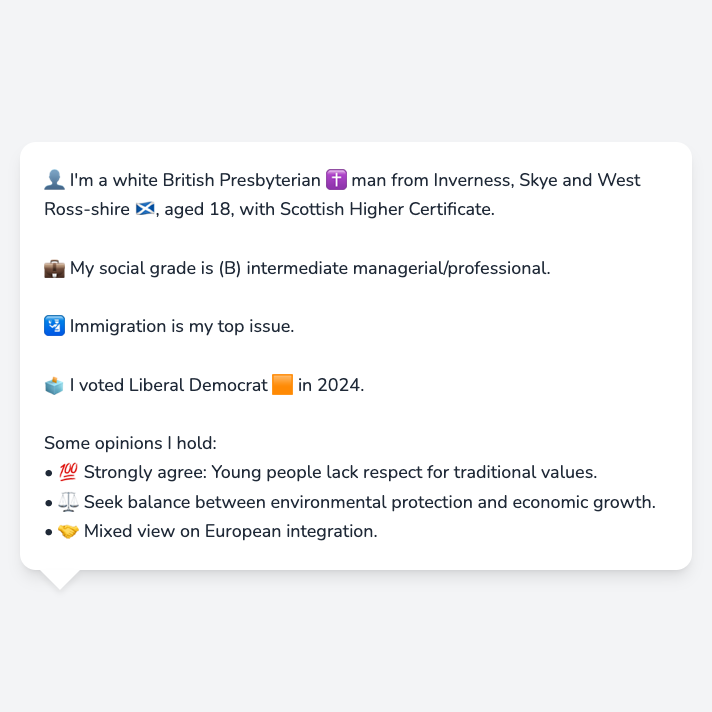 👤 I'm a white British Presbyterian ✝️ man from Inverness, Skye and West
Ross-shire 🏴󠁧󠁢󠁳󠁣󠁴󠁿, aged 18, with Scottish Higher Certificate.
💼 My social grade is (B) intermediate managerial/professional.
🛂 Immigration is my top issue.
🗳️ I voted Liberal Democrat 🟧 in 2024.
Some opinions I hold:
• 💯 Strongly agree: Young people lack respect for traditional values.
• ⚖️ Seek balance between environmental protection and economic growth.
• 🤝 Mixed view on European integration.